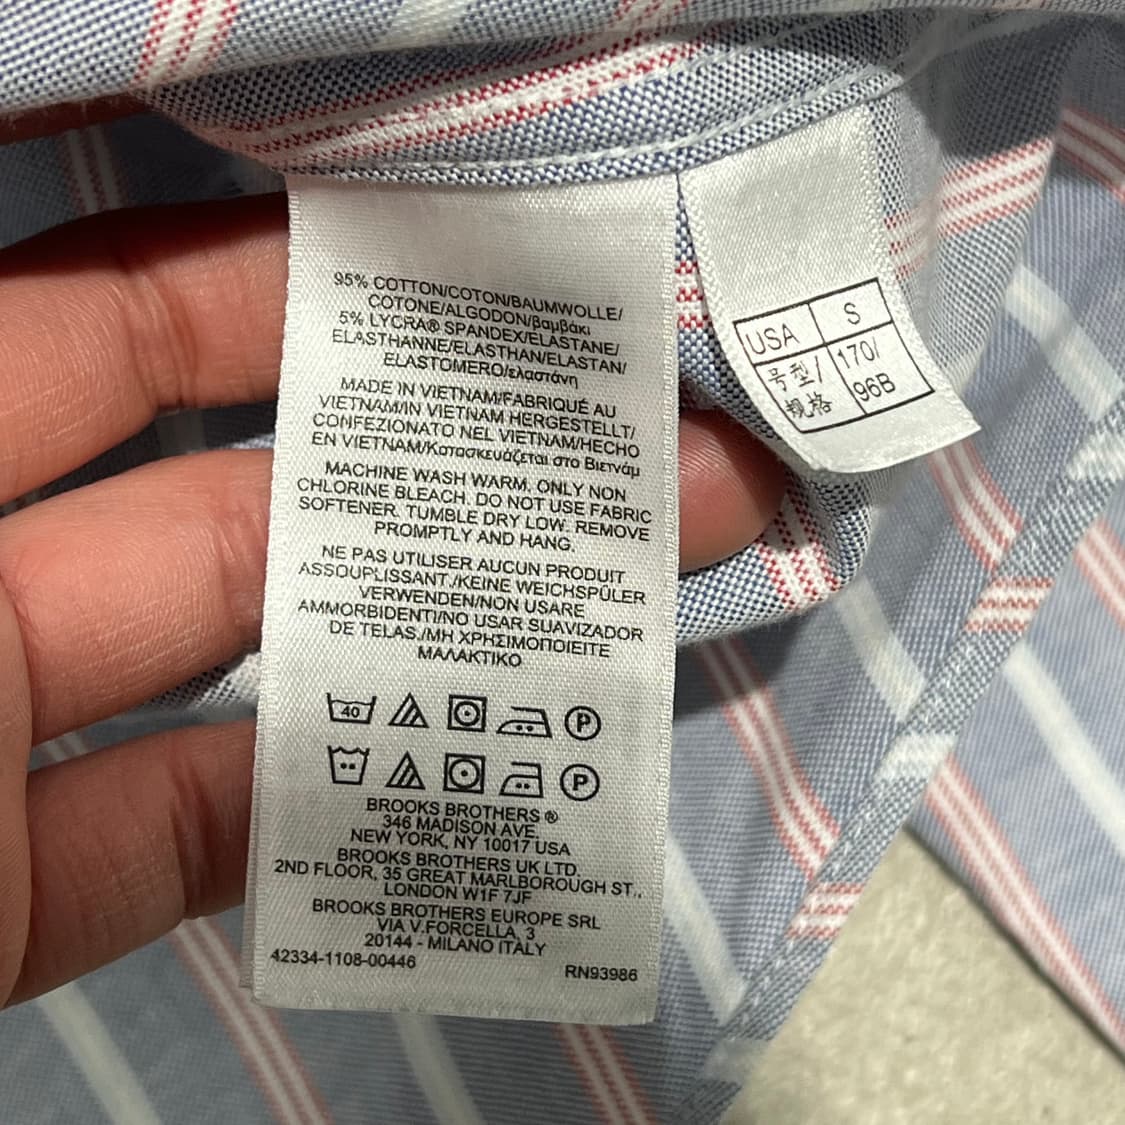 95% COTTON/COTON/BAUMWOLLE/
COTONE/ALGODON/βαμβάκι
5% LYCRA® SPANDEX/ELASTANE/
ELASTHANNE/ELASTHAN/ELASTAN/
ELASTOMERO/ελαστάνη
MADE IN VIETNAM/FABRIQUÉ AU
VIETNAM/IN VIETNAM HERGESTELLT/
CONFEZIONATO NEL VIETNAM/HECHO
EN VIETNAM/Κατασκευάζεται στο Βιετνάμ
MACHINE WASH WARM. ONLY NON
CHLORINE BLEACH. DO NOT USE FABRIC
SOFTENER. TUMBLE DRY LOW. REMOVE
PROMPTLY AND HANG.
NE PAS UTILISER AUCUN PRODUIT
ASSOUPLISSANT./KEINE WEICHSPÜLER
VERWENDEN/NON USARE
AMMORBIDENTI/NO USAR SUAVIZADOR
DE TELAS./ΜΗ ΧΡΗΣΙΜΟΠΟΙΕΙΤΕ
ΜΑΛΑΚΤΙΚΟ
40 P
P
BROOKS BROTHERS ®
346 MADISON AVE.
NEW YORK, NY 10017 USA
BROOKS BROTHERS UK LTD.
2ND FLOOR, 35 GREAT MARLBOROUGH ST.,
LONDON W1F 7JF
BROOKS BROTHERS EUROPE SRL
VIA V.FORCELLA, 3
20144 - MILANO ITALY
42334-1108-00446
RN93986
USA S
号型/ 170/
规格 96B